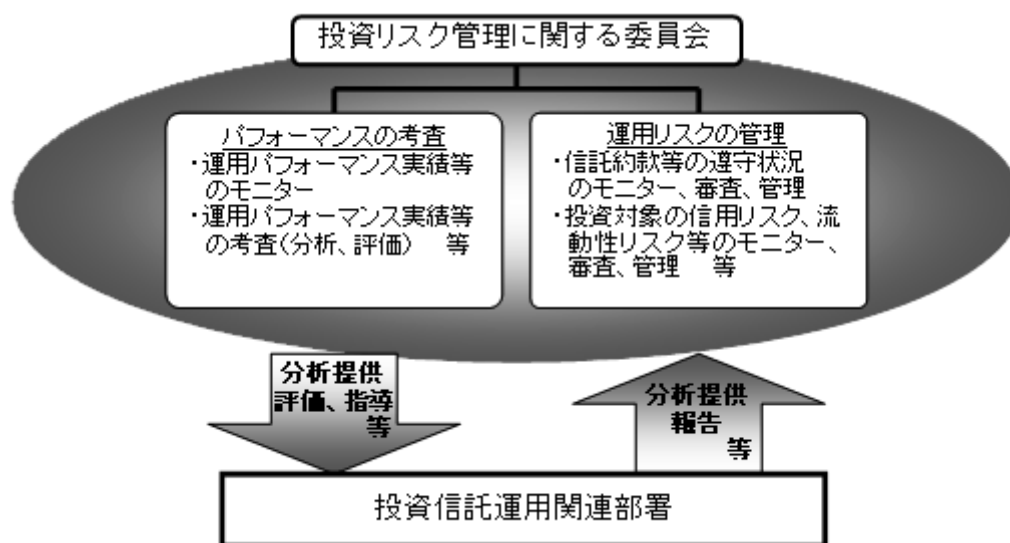 投資リスク管理に関する委員会
パフォーマンスの考査
・運用パフォーマンス実績等
のモニター
・運用パフォーマンス実績等
の考査(分析、評価) 等
運用リスクの管理
・信託約款等の遵守状況
のモニター、審査、管理
・投資対象の信用リスク、流
動性リスク等のモニター、
審査、管理 等
分析提供
評価、指導
等
分析提供
報告
等
投資信託運用関連部署